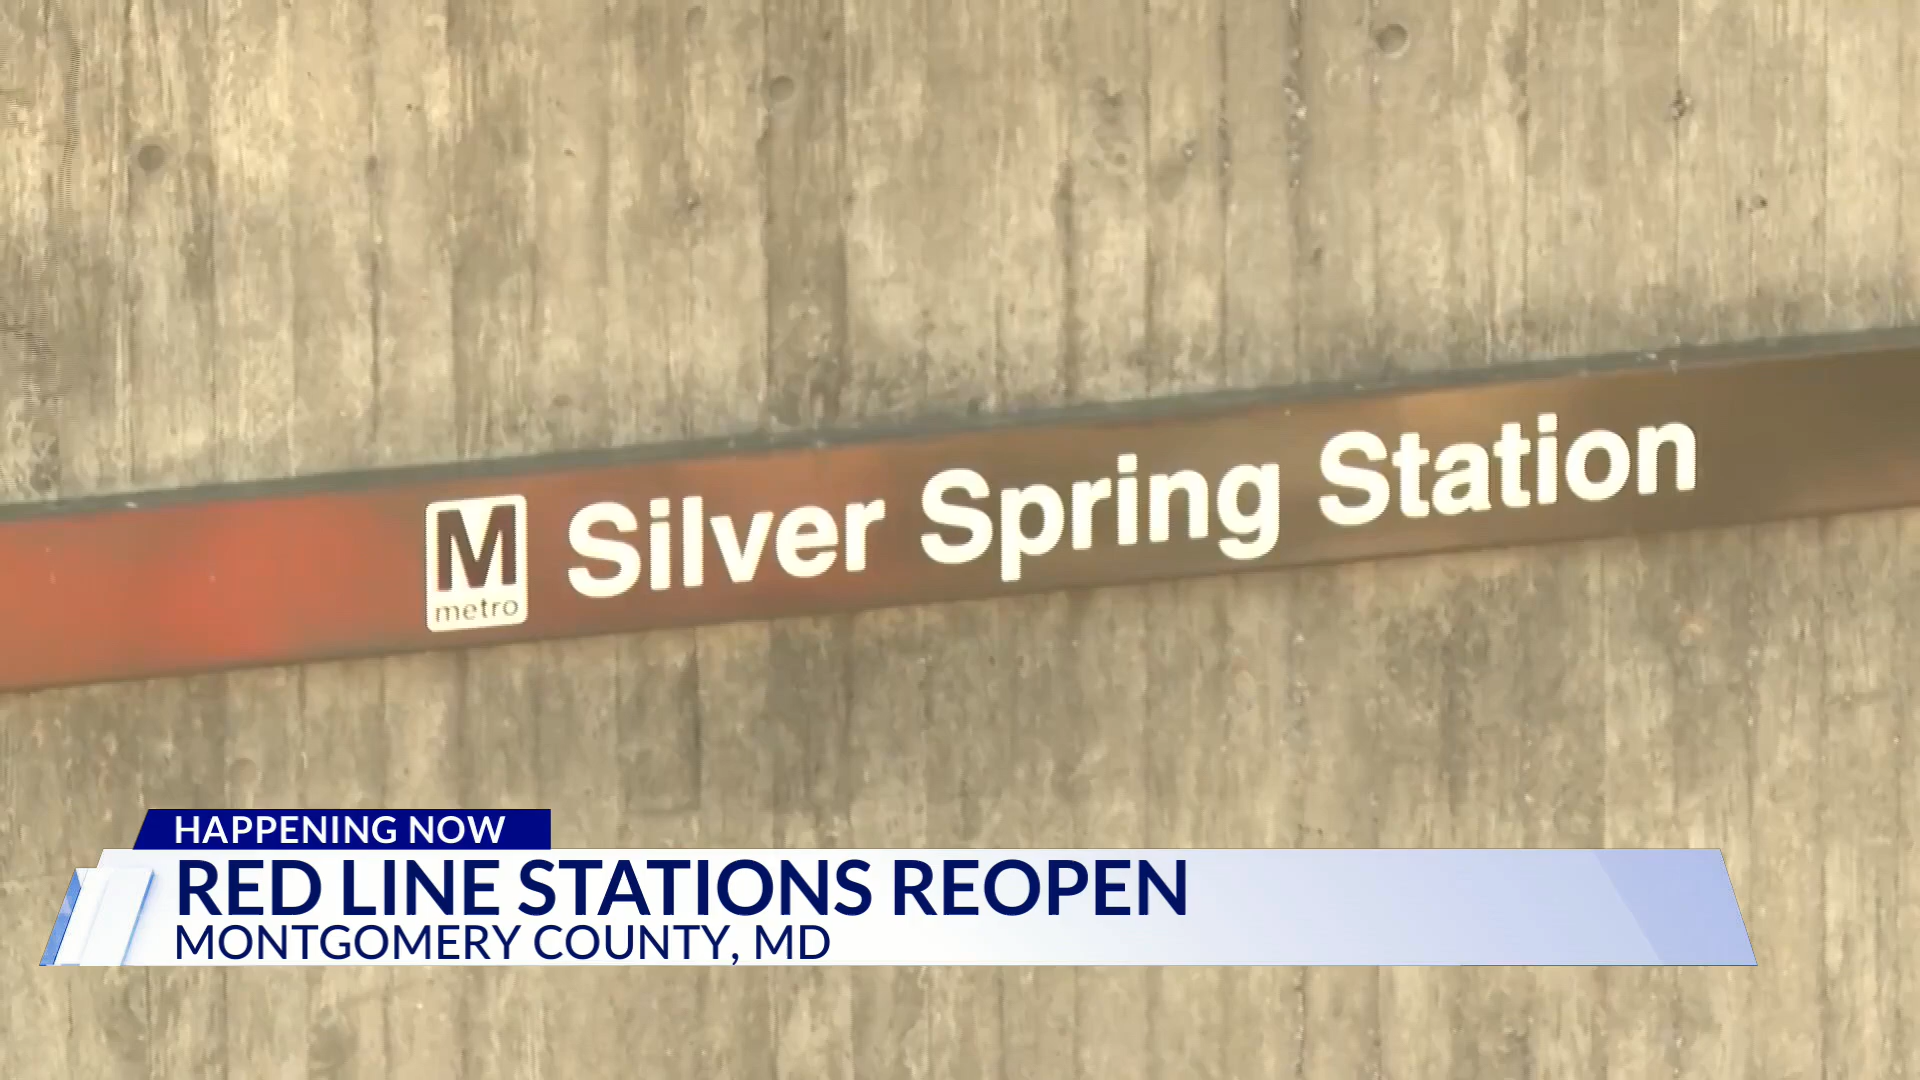 M
metro
Silver Spring Station
HAPPENING NOW
RED LINE STATIONS REOPEN
MONTGOMERY COUNTY, MD